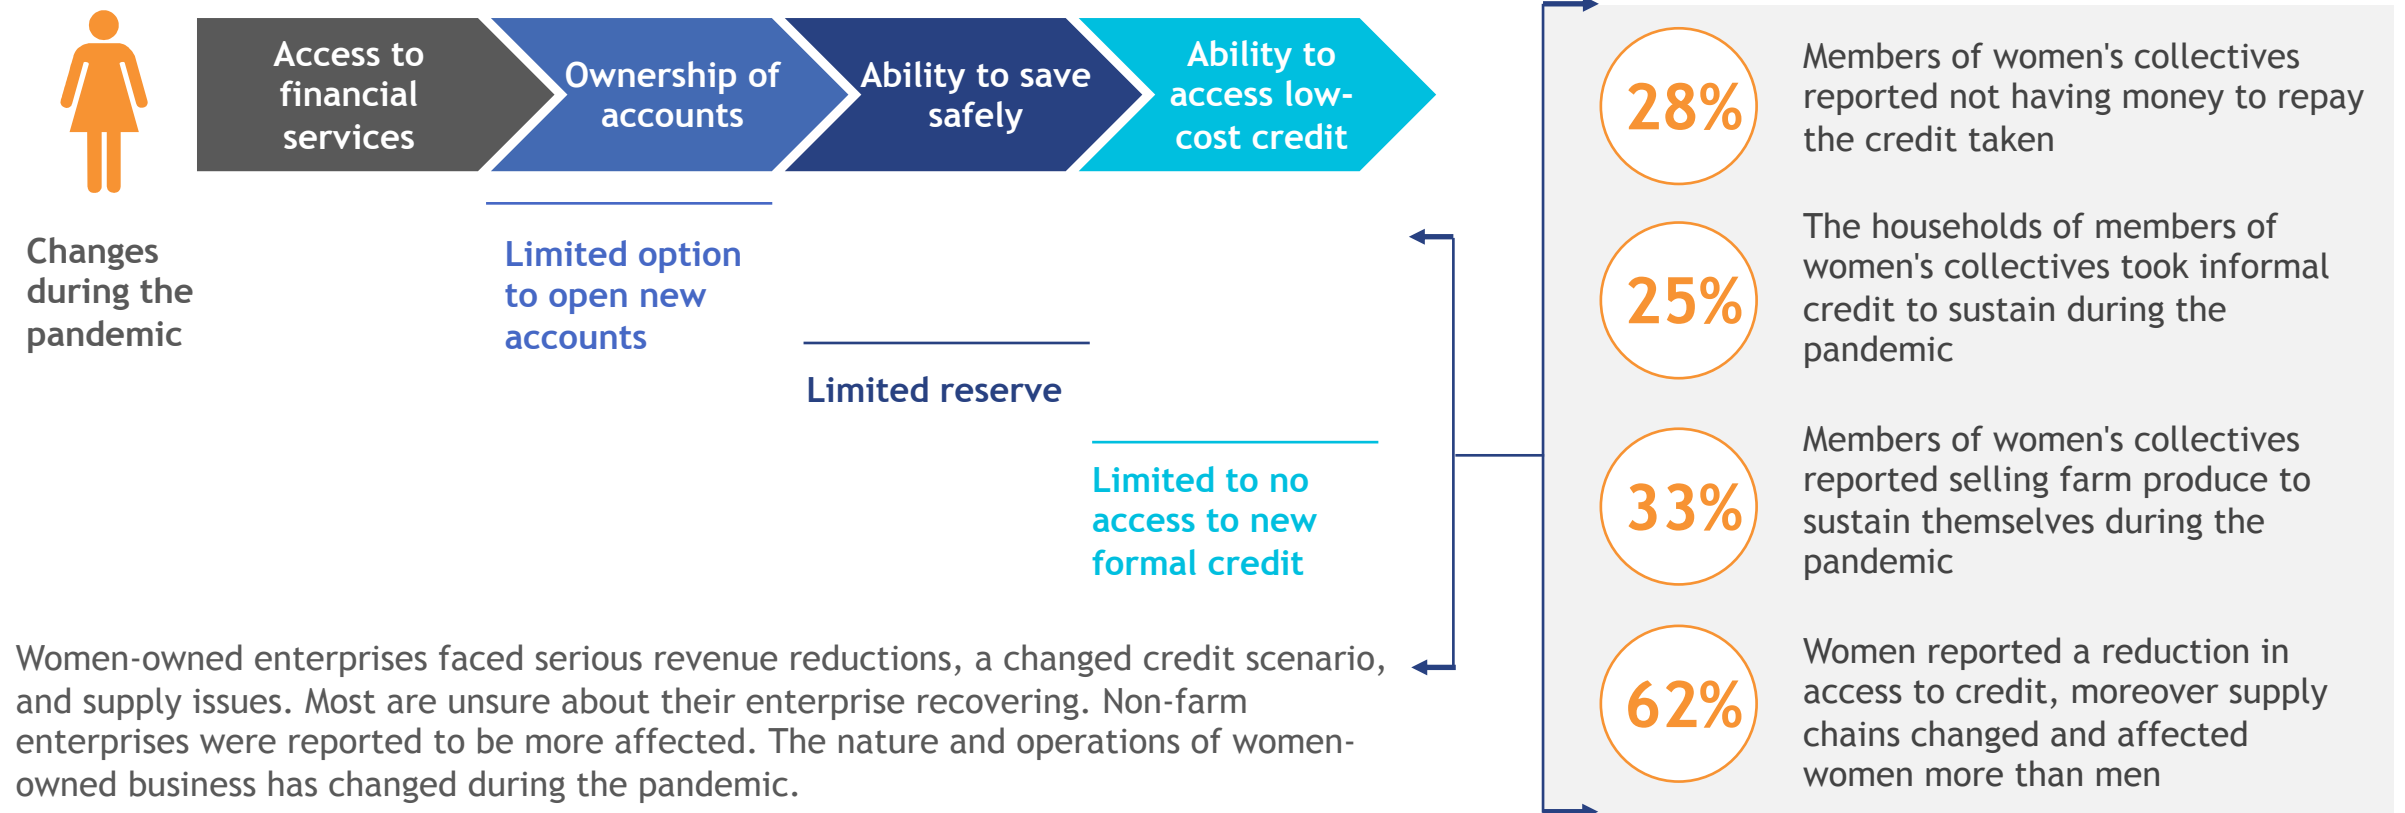 Access to
financial
services
Ownership of
accounts
Ability to save
safely
Ability to
access low-
cost credit
Changes
during the
pandemic
Limited option
to open new
accounts
Limited reserve
Limited to no
access to new
formal credit
Women-owned enterprises faced serious revenue reductions, a changed credit scenario,
and supply issues. Most are unsure about their enterprise recovering. Non-farm
enterprises were reported to be more affected. The nature and operations of women-
owned business has changed during the pandemic.
28%
Members of women's collectives
reported not having money to repay
the credit taken
25%
The households of members of
women's collectives took informal
credit to sustain during the
pandemic
33%
Members of women's collectives
reported selling farm produce to
sustain themselves during the
pandemic
62%
Women reported a reduction in
access to credit, moreover supply
chains changed and affected
women more than men